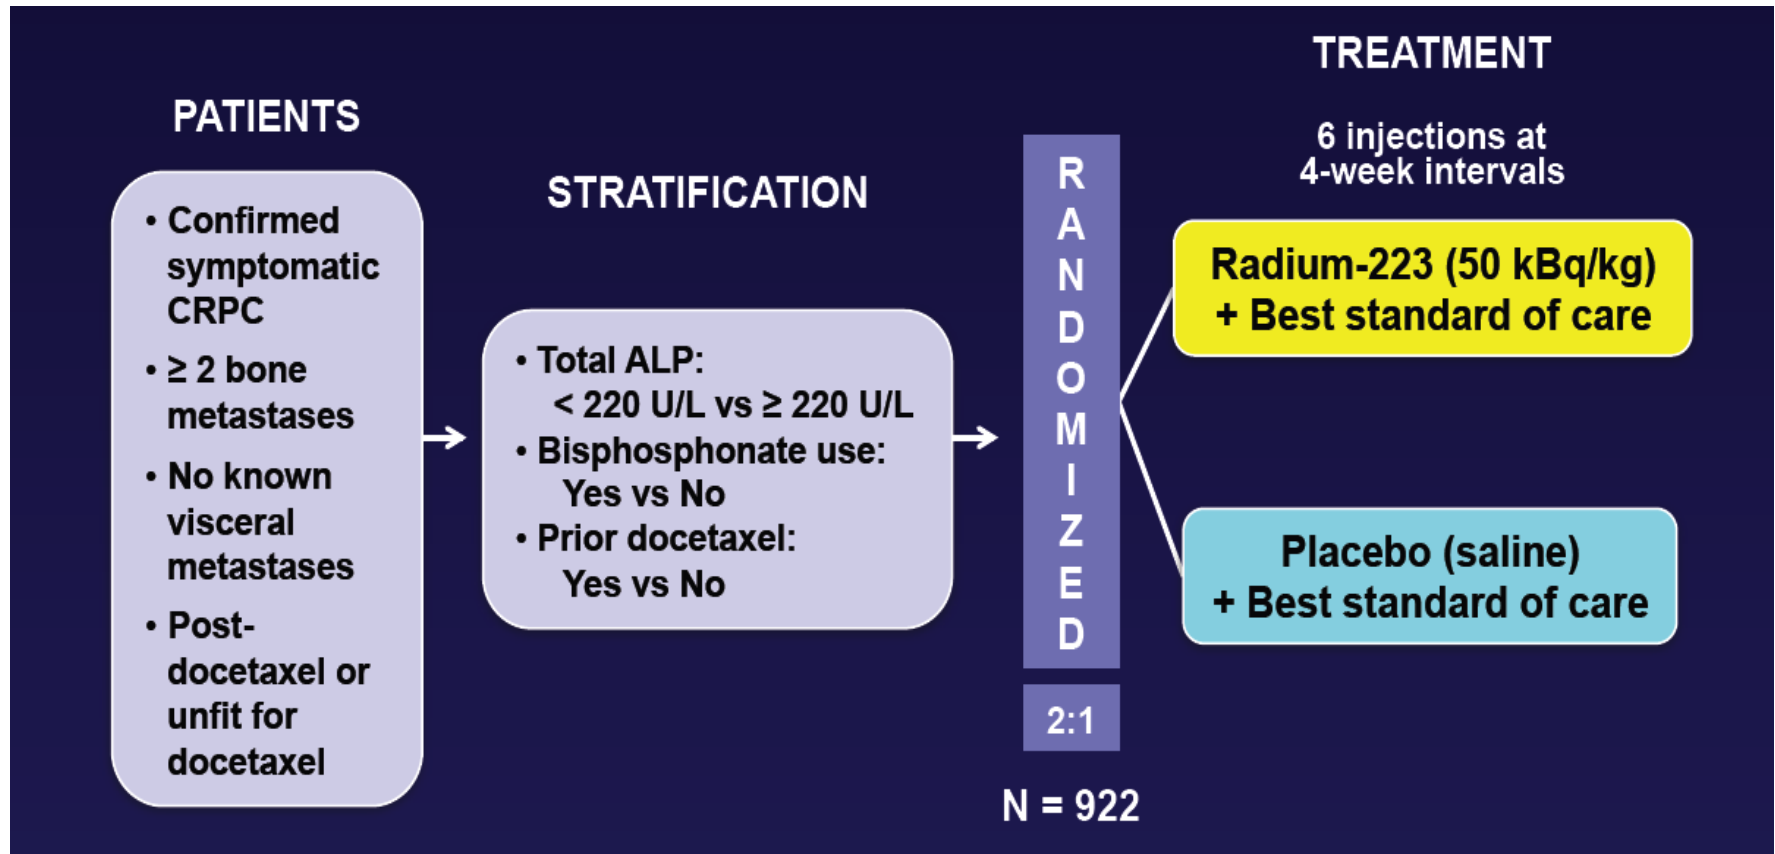 PATIENTS
• Confirmed
symptomatic
CRPC
• ≥ 2 bone
metastases
• No known
visceral
metastases
• Post-
docetaxel or
unfit for
docetaxel
STRATIFICATION
• Total ALP:
< 220 U/L vs ≥ 220 U/L
• Bisphosphonate use:
Yes vs No
• Prior docetaxel:
Yes vs No
RANDOMIZED
2:1
N = 922
TREATMENT
6 injections at
4-week intervals
Radium-223 (50 kBq/kg)
+ Best standard of care
Placebo (saline)
+ Best standard of care